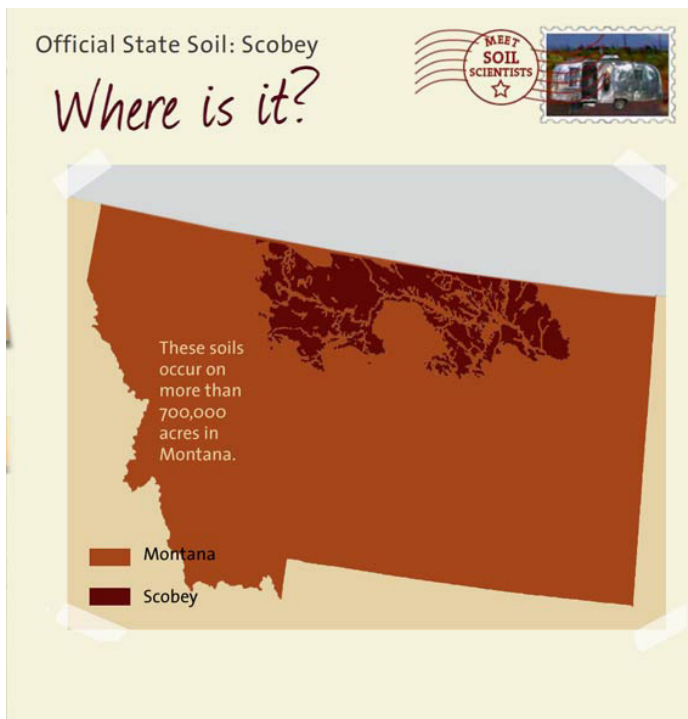 Official State Soil: Scobey
Where is it?
MEET
SOIL
SCIENTISTS
These soils
occur on
more than
700,000
acres in
Montana.
Montana
Scobey